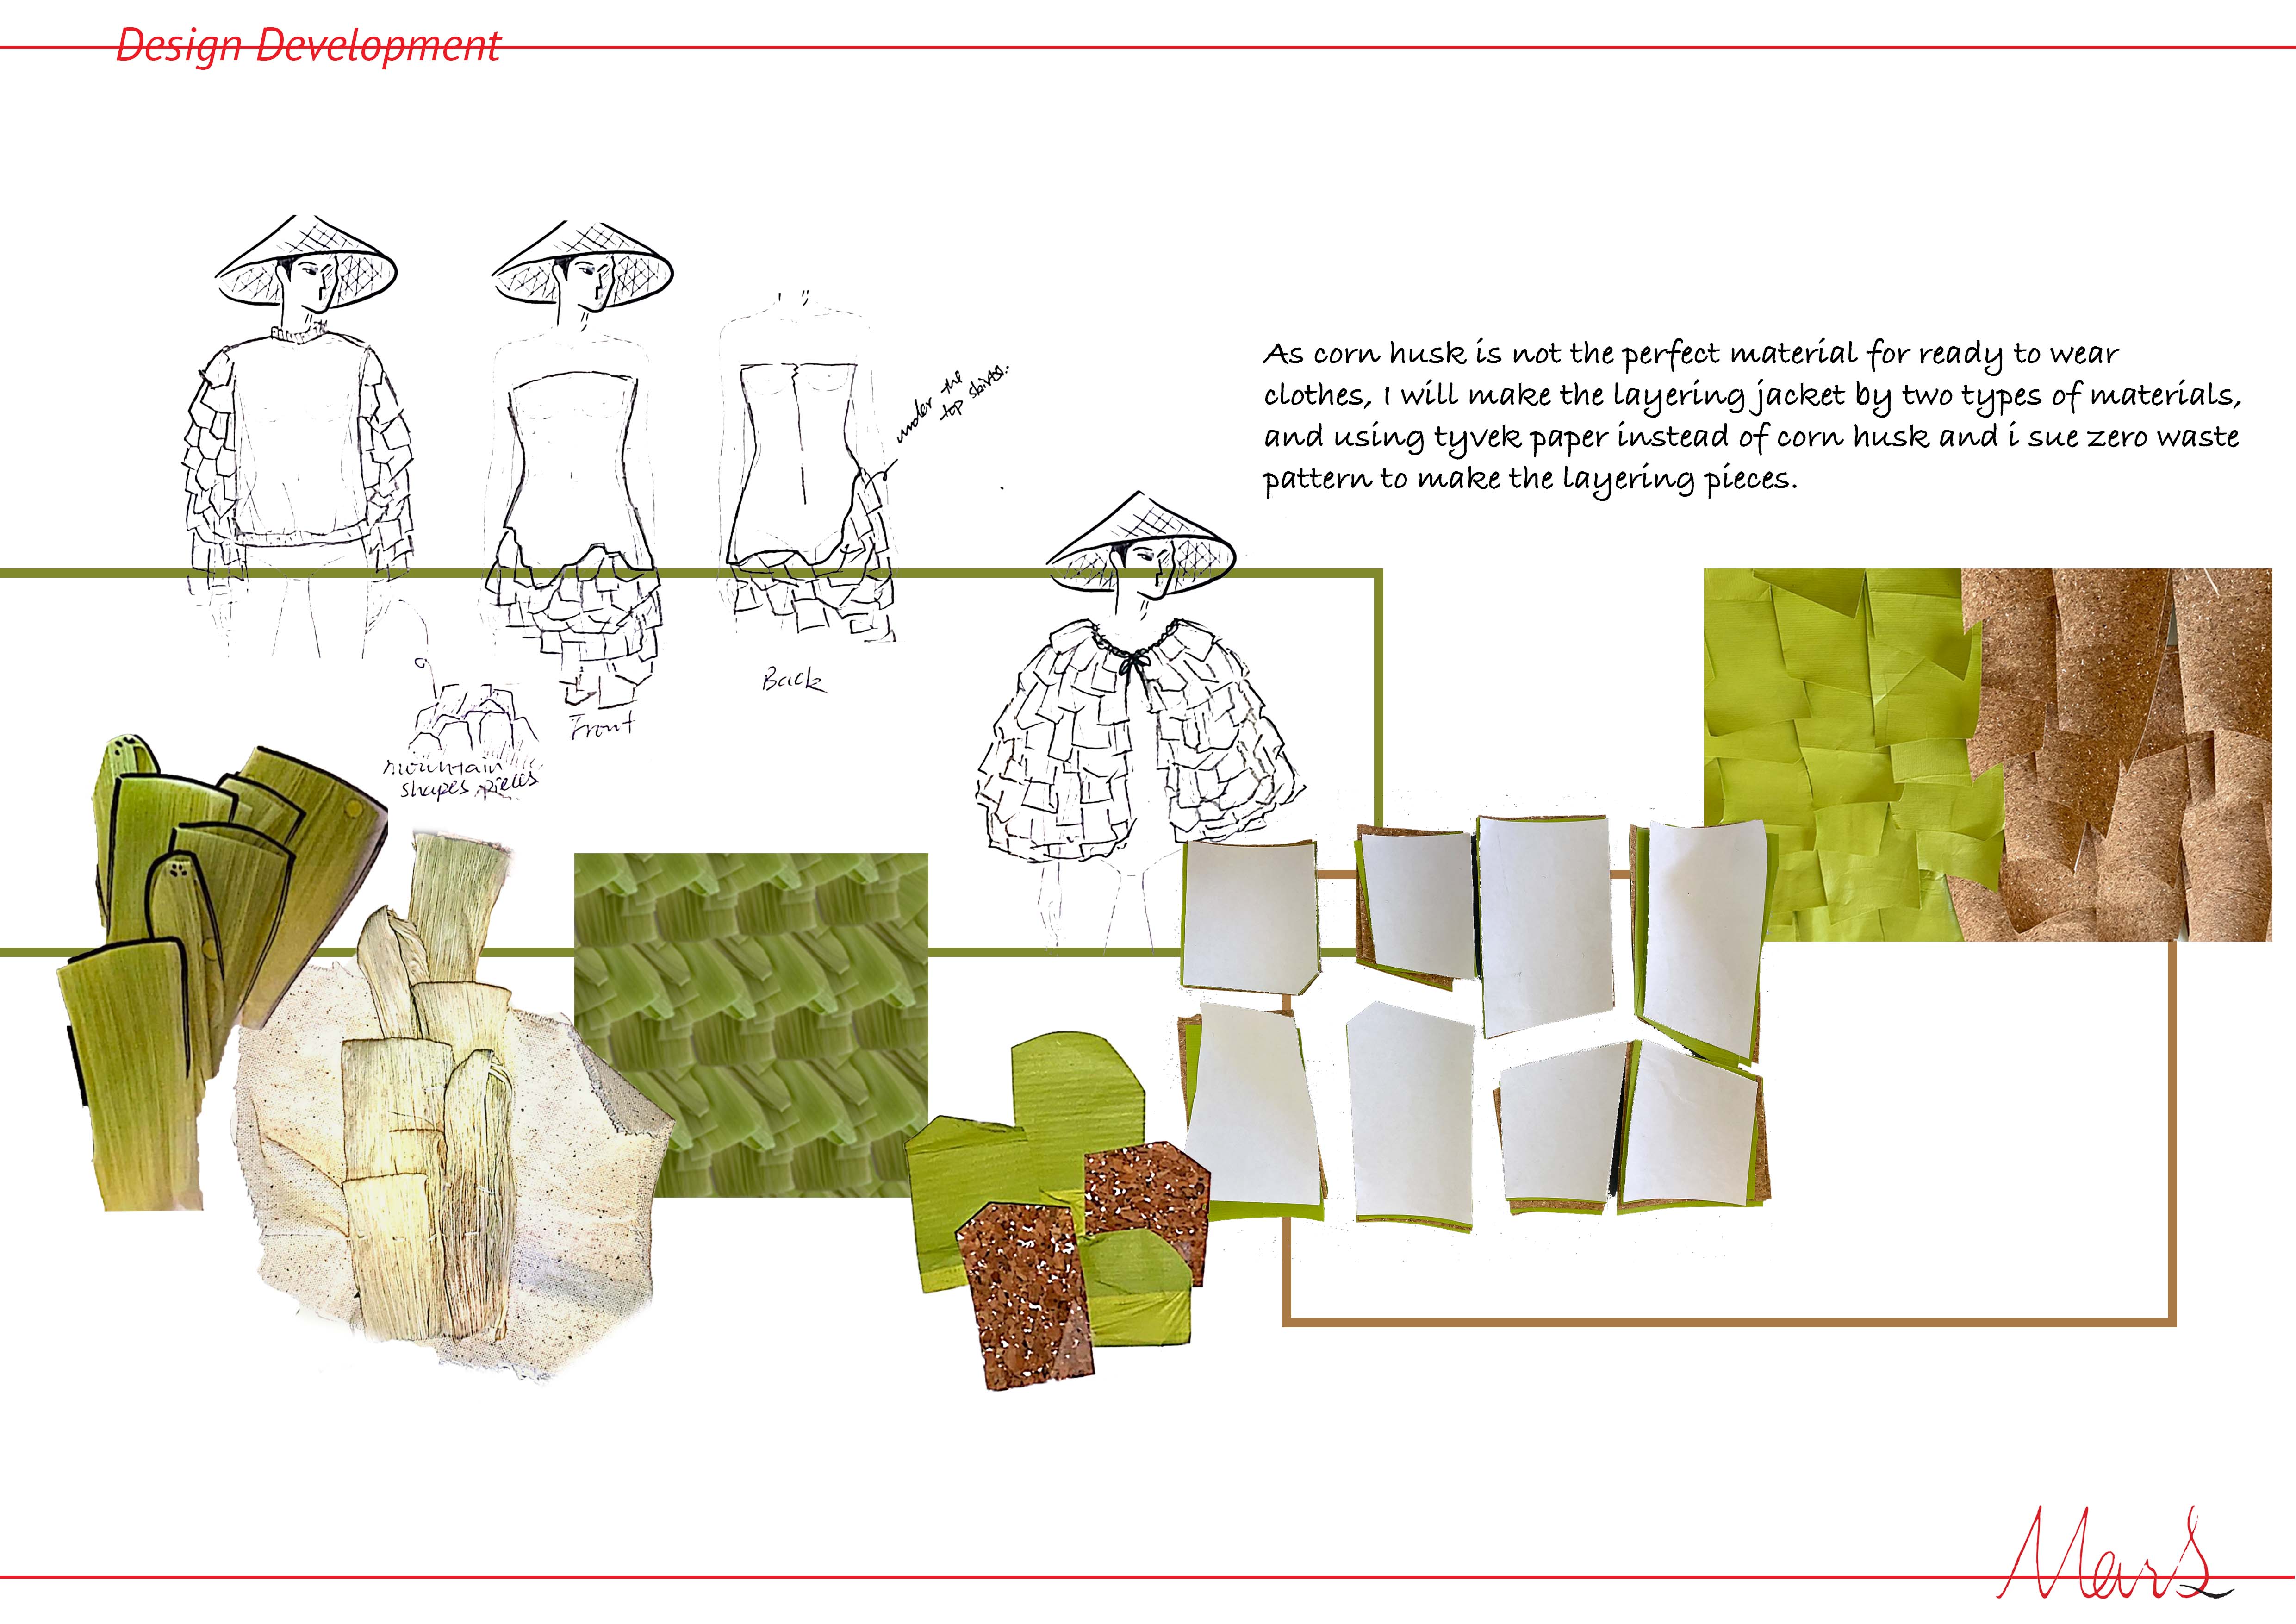 Design Development
under the
top skirts.
As corn husk is not the perfect material for ready to wear
clothes, I will make the layering jacket by two types of materials,
and using tyvek paper instead of corn husk and i sue zero waste
pattern to make the layering pieces.
Back
Front
mountain
shapes pieces
MarS